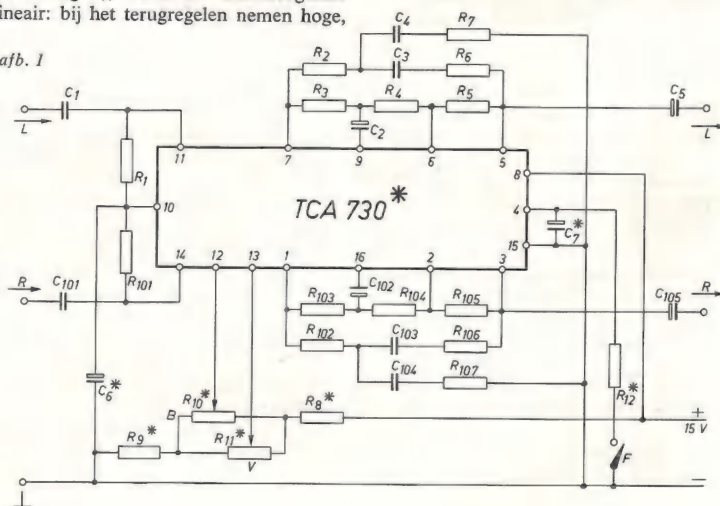 lineair: bij het terugregelen nemen hoge,
afb. 1
C4 R7
R2 C3 R6
R3 R4 R5
C1 C2 C5
L L
11 7 9 6 5
R1 8
10 TCA 730* 4
C7*
15
R101
14 12 13 1 16 2 3
R R
C101 C102 C105
R103 R104 R105
R102 C103 R106
C104 R107
C6* R10* R8* R12*
B +
15 V
R9* R11*
V F
–